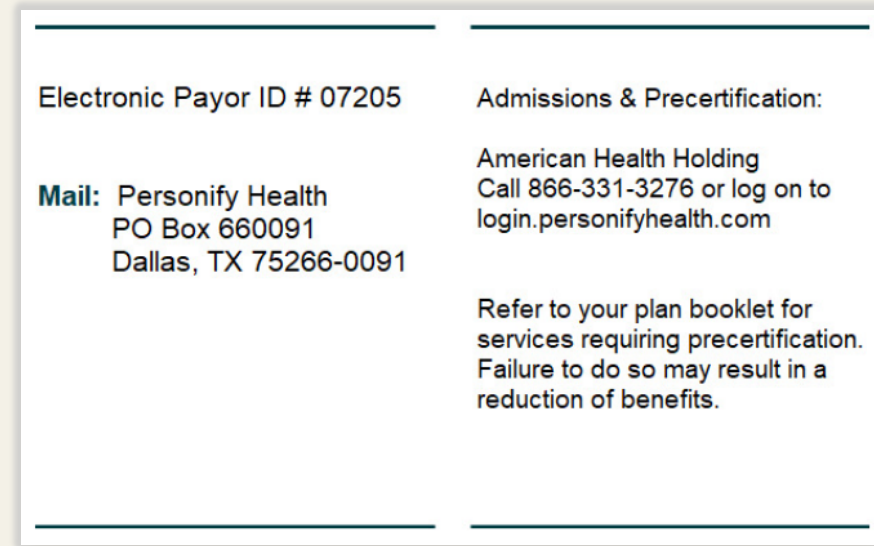 Electronic Payor ID # 07205
Mail: Personify Health
PO Box 660091
Dallas, TX 75266-0091
Admissions & Precertification:
American Health Holding
Call 866-331-3276 or log on to
login.personifyhealth.com
Refer to your plan booklet for
services requiring precertification.
Failure to do so may result in a
reduction of benefits.